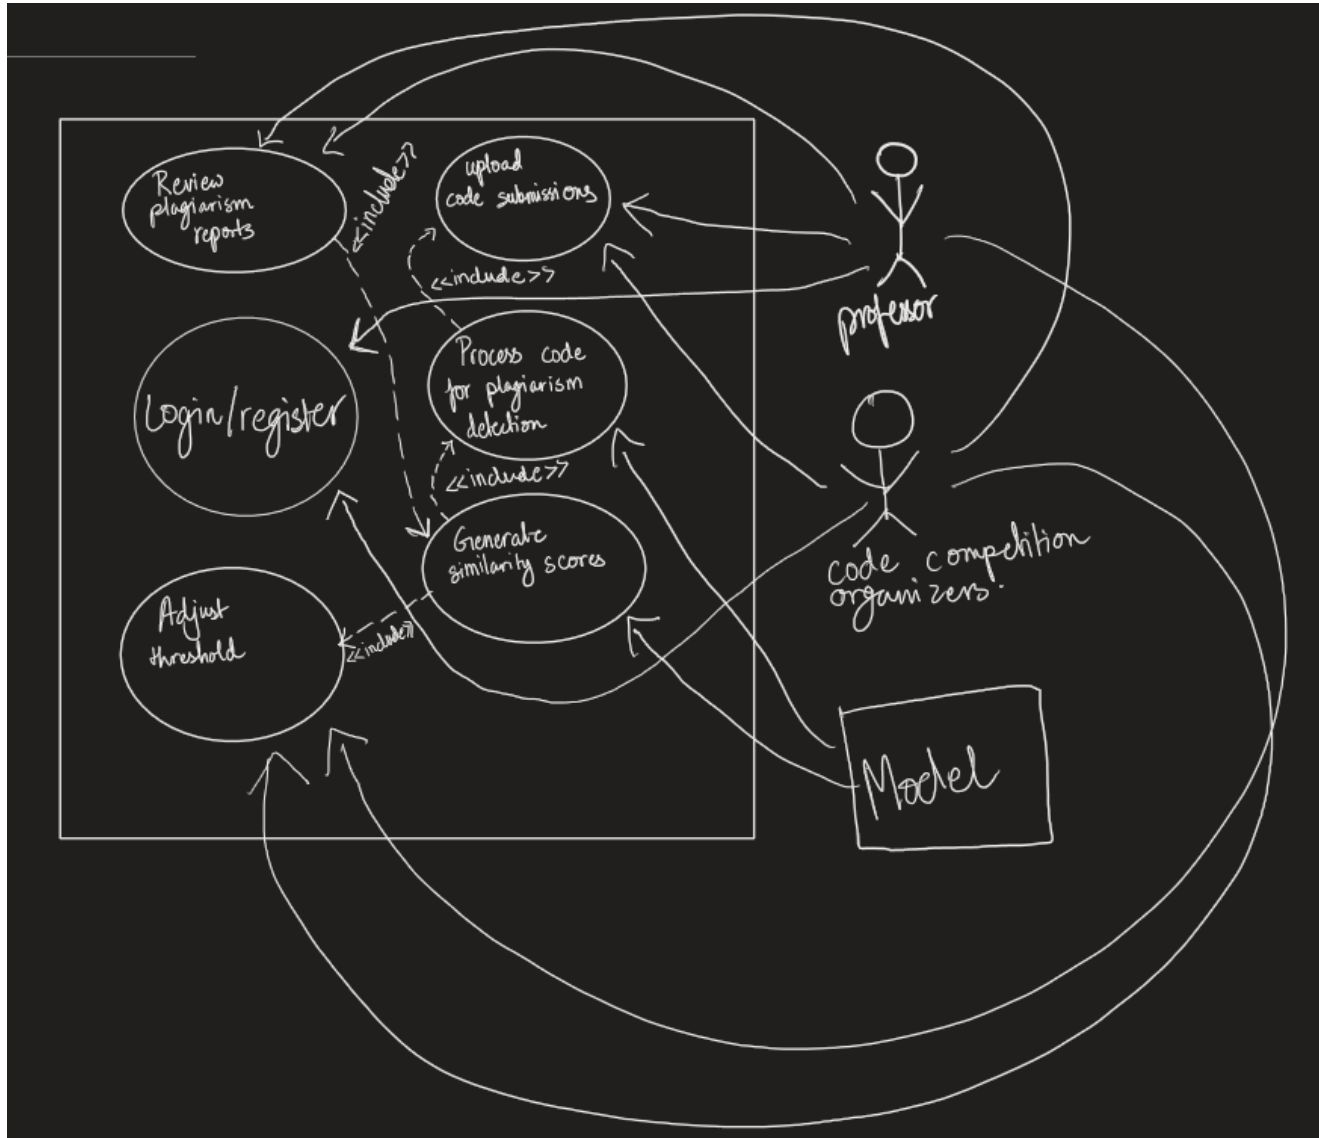 Review
plagiarism
reports
<<include>>
upload
code submissions
<<include>>
professor
Login/register
Process code
for plagiarism
detection
<<include>>
code competition
organizers.
Generate
similarity scores
Adjust
threshold
<<include>>
Model